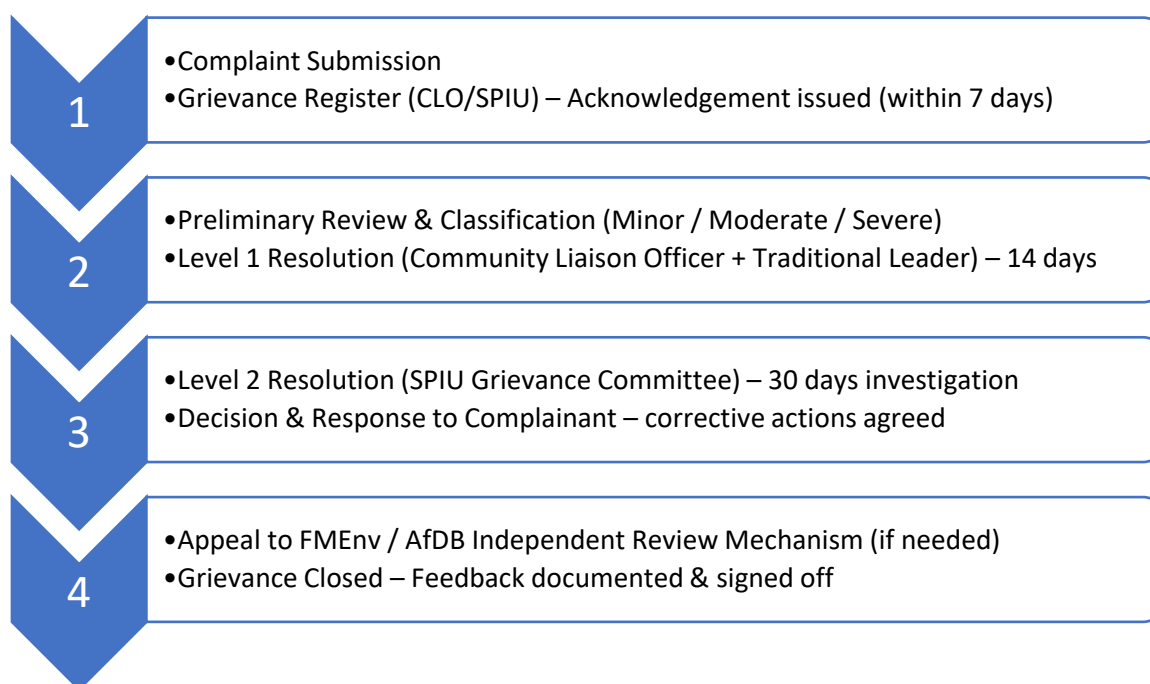 1
•Complaint Submission
•Grievance Register (CLO/SPIU) – Acknowledgement issued (within 7 days)
2
•Preliminary Review & Classification (Minor / Moderate / Severe)
•Level 1 Resolution (Community Liaison Officer + Traditional Leader) – 14 days
3
•Level 2 Resolution (SPIU Grievance Committee) – 30 days investigation
•Decision & Response to Complainant – corrective actions agreed
4
•Appeal to FMEnv / AfDB Independent Review Mechanism (if needed)
•Grievance Closed – Feedback documented & signed off